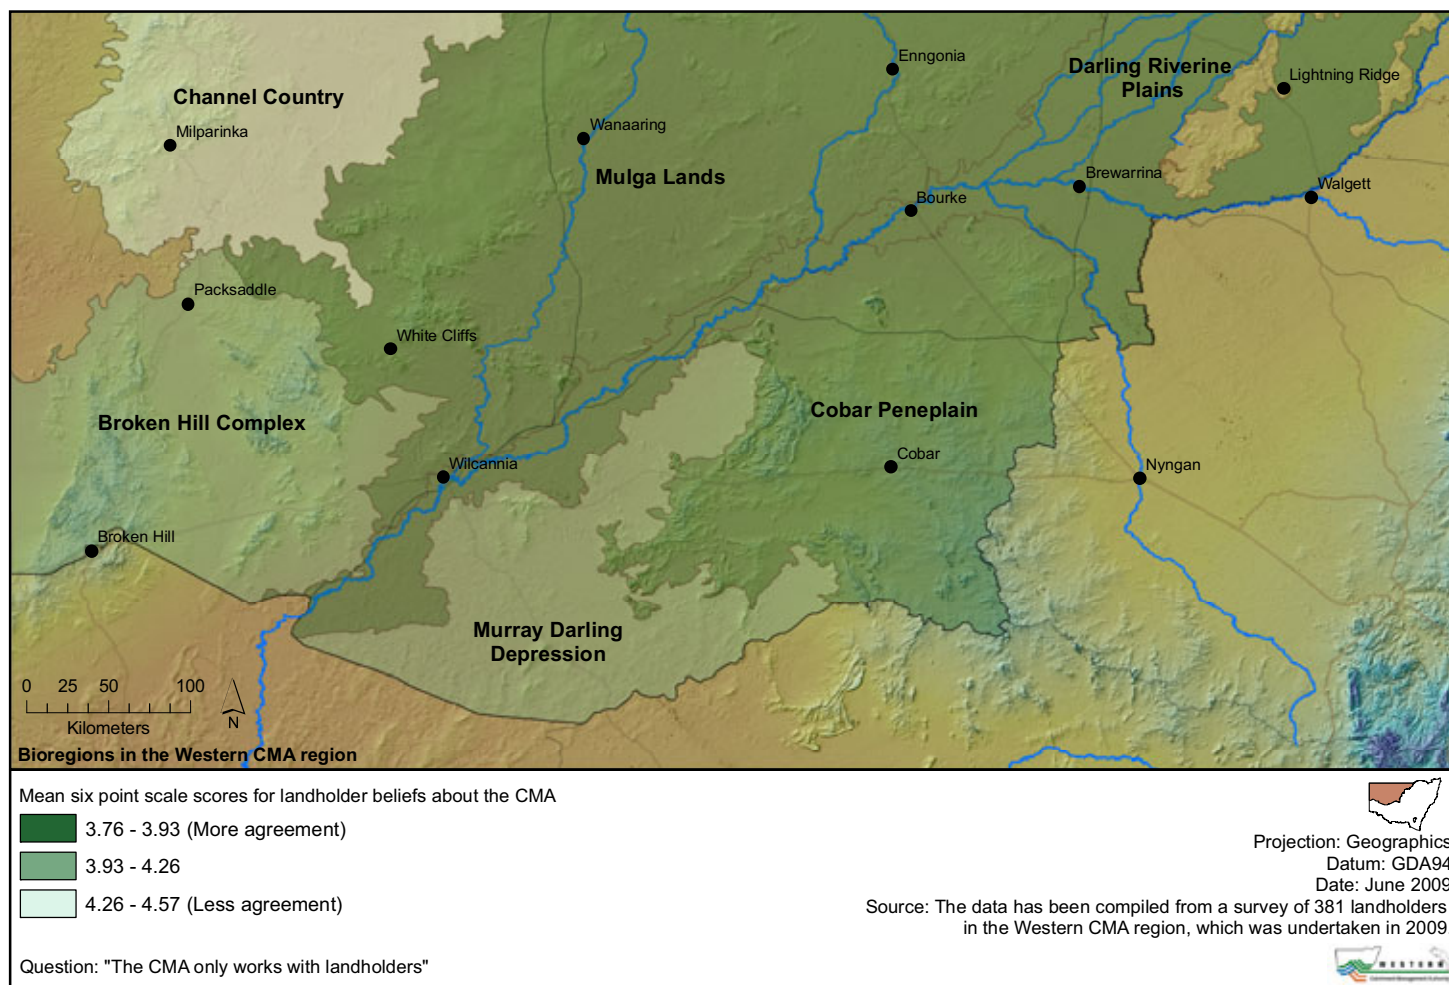 Channel Country
Milparinka
Enngonia
Darling Riverine
Plains
Lightning Ridge
Wanaaring
Mulga Lands
Brewarrina
Walgett
Bourke
Packsaddle
White Cliffs
Broken Hill Complex
Cobar Peneplain
Cobar
Wilcannia
Nyngan
Broken Hill
Murray Darling
Depression
0 25 50 100
Kilometers
N
Bioregions in the Western CMA region
Mean six point scale scores for landholder beliefs about the CMA
3.76 - 3.93 (More agreement)
3.93 - 4.26
4.26 - 4.57 (Less agreement)
Question: "The CMA only works with landholders"
Projection: Geographics
Datum: GDA94
Date: June 2009
Source: The data has been compiled from a survey of 381 landholders
in the Western CMA region, which was undertaken in 2009.
WESTERN